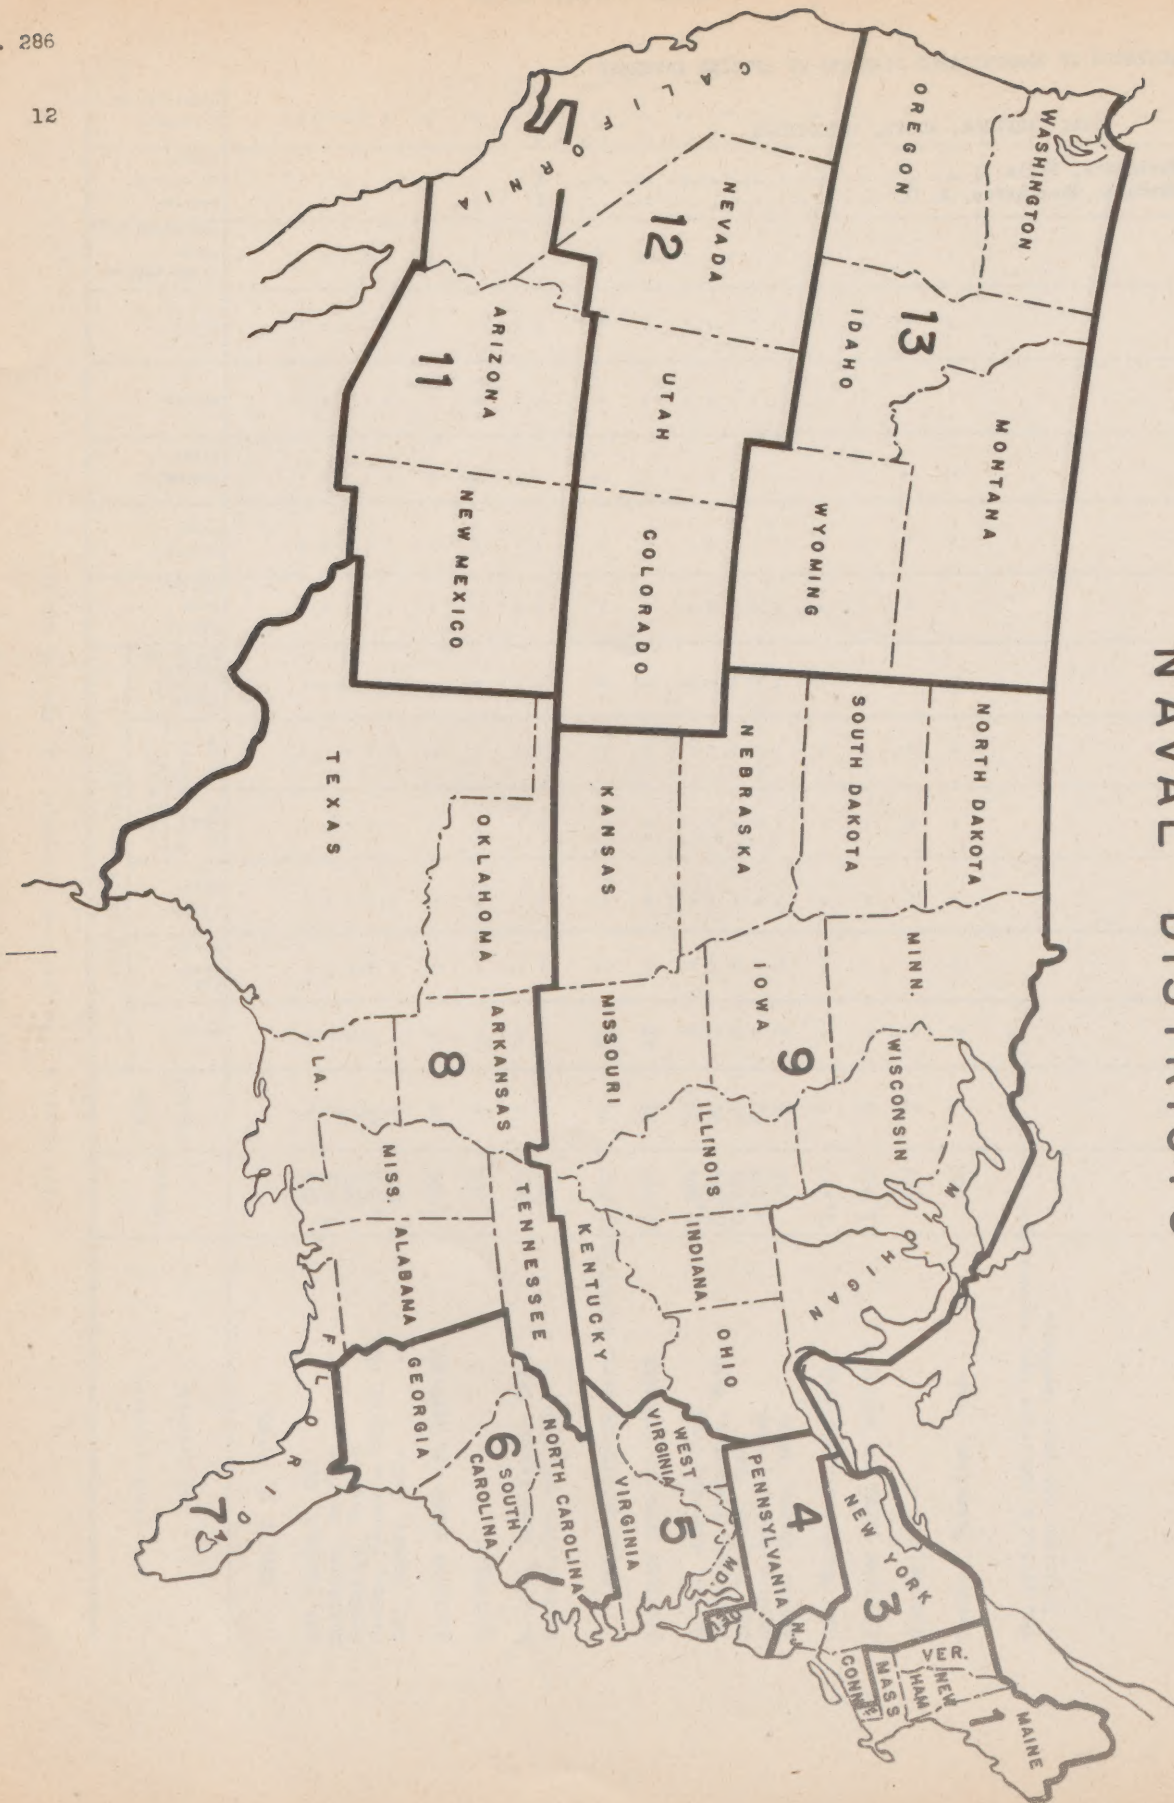 . 286
12
NAVAL DISTRICTS
WASHINGTON
OREGON
CALIFORNIA
NEVADA
12
IDAHO
13
MONTANA
WYOMING
UTAH
COLORADO
ARIZONA
11
NEW MEXICO
NORTH DAKOTA
SOUTH DAKOTA
NEBRASKA
KANSAS
OKLAHOMA
TEXAS
MINN.
IOWA
9
MISSOURI
WISCONSIN
ILLINOIS
MICHIGAN
INDIANA
OHIO
KENTUCKY
TENNESSEE
ARKANSAS
8
LA.
MISS.
ALABANA
GEORGIA
FLORIDA
7
6
SOUTH
CAROLINA
NORTH CAROLINA
VIRGINIA
WEST
VIRGINIA
5
MD.
PENNSYLVANIA
4
N.J.
NEW YORK
3
CONN.
MASS
VER.
NEW
HAM
1
MAINE